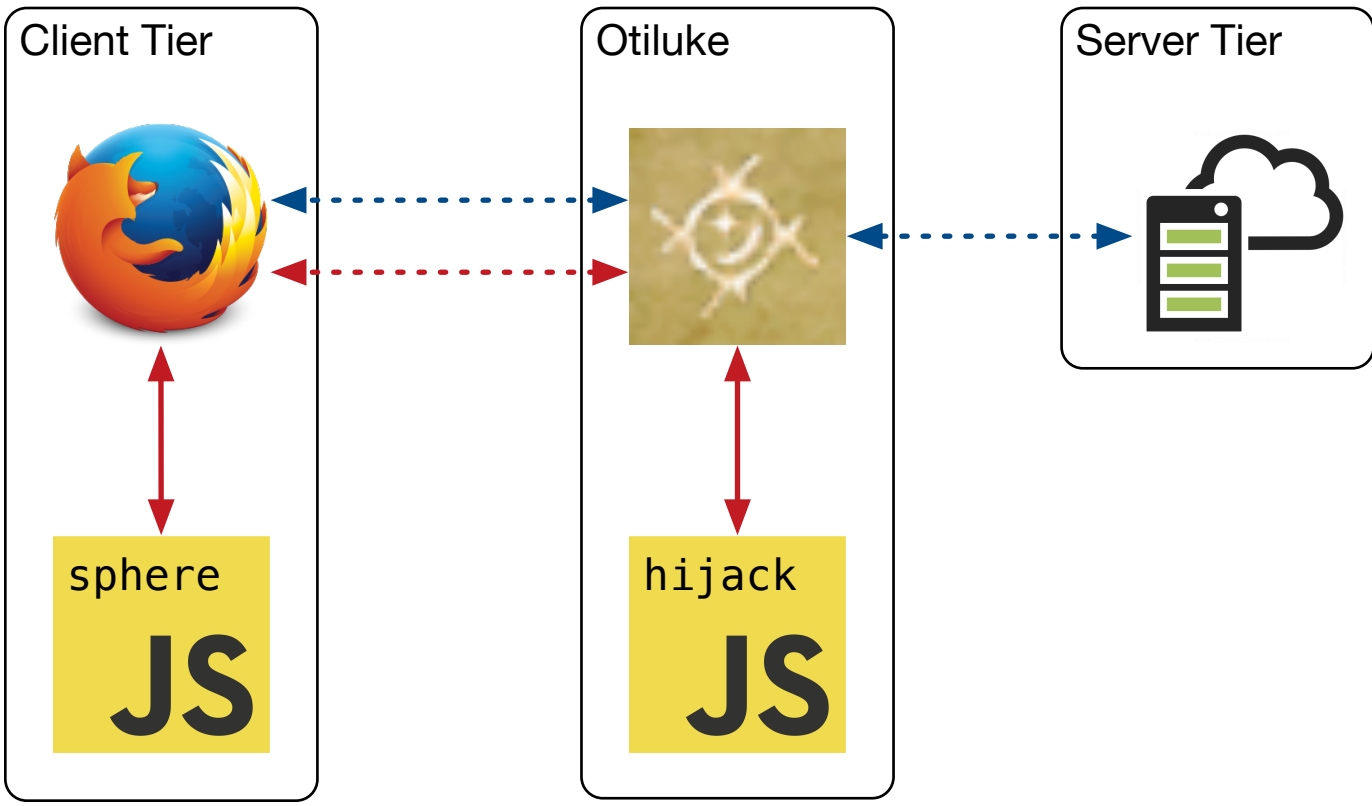 Client Tier
Otiluke
Server Tier
sphere
JS
hijack
JS